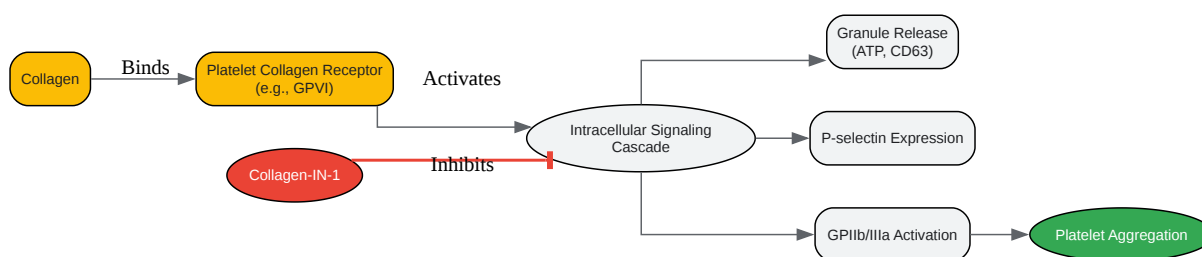 Collagen
Binds
Platelet Collagen Receptor
(e.g., GPVI)
Activates
Collagen-IN-1
Inhibits
Intracellular Signaling
Cascade
Granule Release
(ATP, CD63)
P-selectin Expression
GPIIb/IIIa Activation
Platelet Aggregation